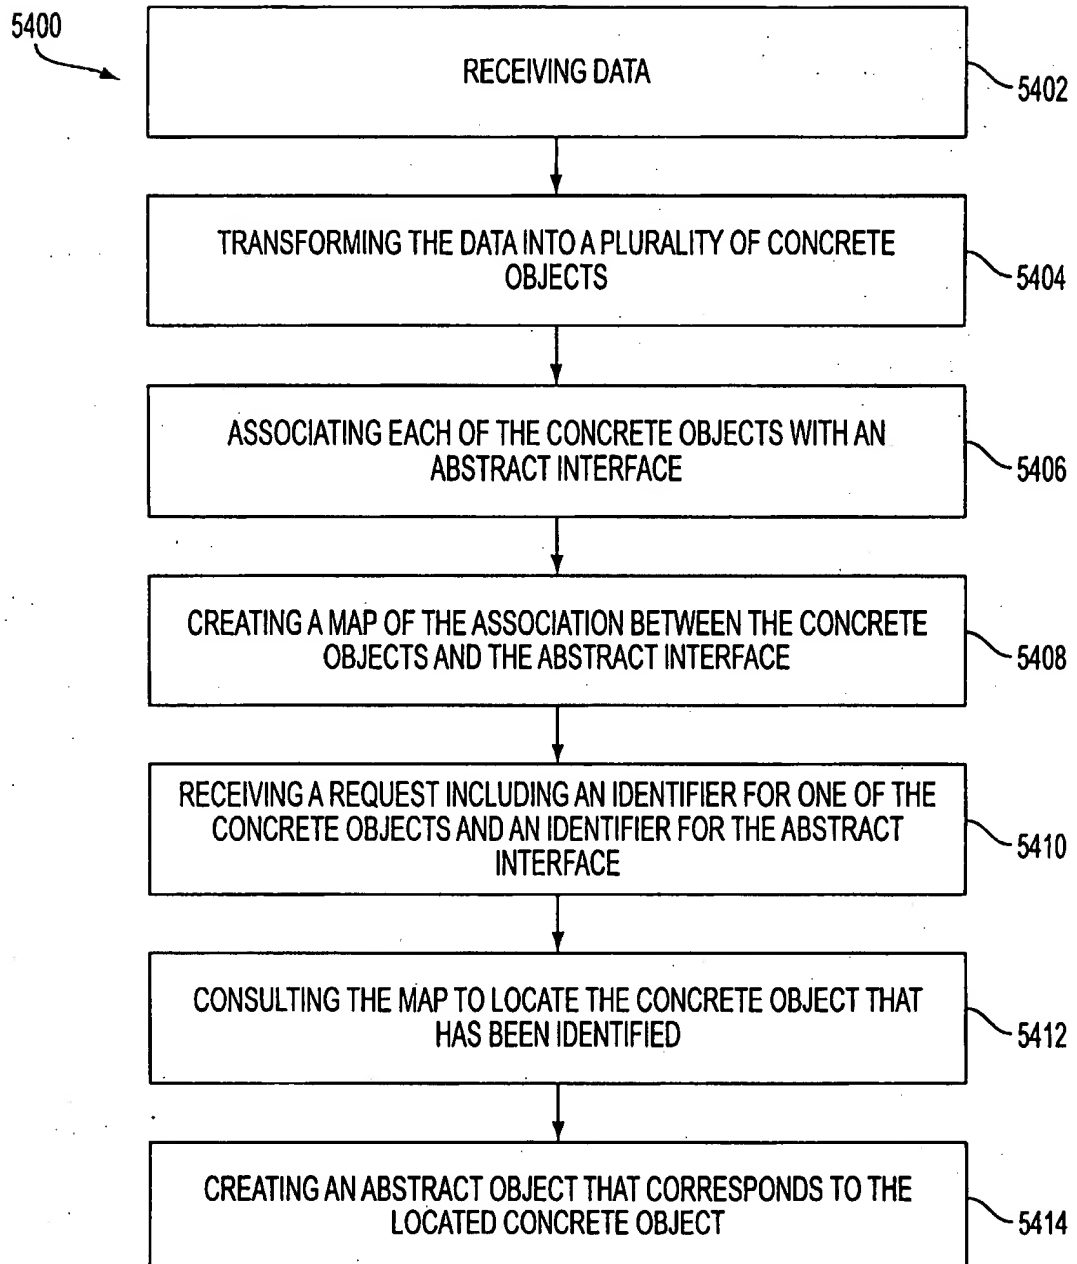 5400
RECEIVING DATA
5402
TRANSFORMING THE DATA INTO A PLURALITY OF CONCRETE
OBJECTS
5404
ASSOCIATING EACH OF THE CONCRETE OBJECTS WITH AN
ABSTRACT INTERFACE
5406
CREATING A MAP OF THE ASSOCIATION BETWEEN THE CONCRETE
OBJECTS AND THE ABSTRACT INTERFACE
5408
RECEIVING A REQUEST INCLUDING AN IDENTIFIER FOR ONE OF THE
CONCRETE OBJECTS AND AN IDENTIFIER FOR THE ABSTRACT
INTERFACE
5410
CONSULTING THE MAP TO LOCATE THE CONCRETE OBJECT THAT
HAS BEEN IDENTIFIED
5412
CREATING AN ABSTRACT OBJECT THAT CORRESPONDS TO THE
LOCATED CONCRETE OBJECT
5414